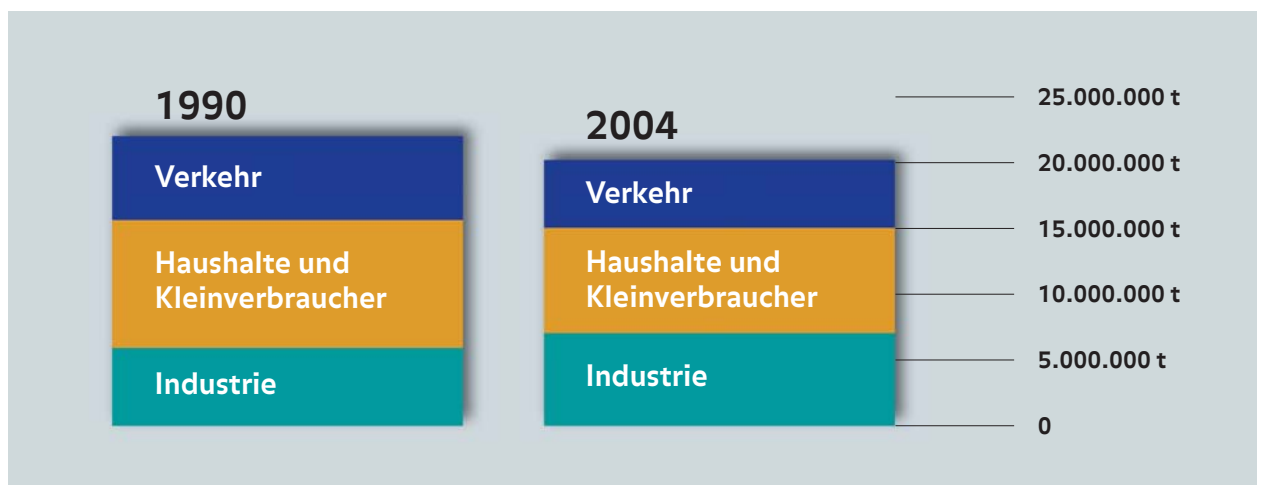 1990
Verkehr
Haushalte und
Kleinverbraucher
Industrie
2004
Verkehr
Haushalte und
Kleinverbraucher
Industrie
25.000.000 t
20.000.000 t
15.000.000 t
10.000.000 t
5.000.000 t
0